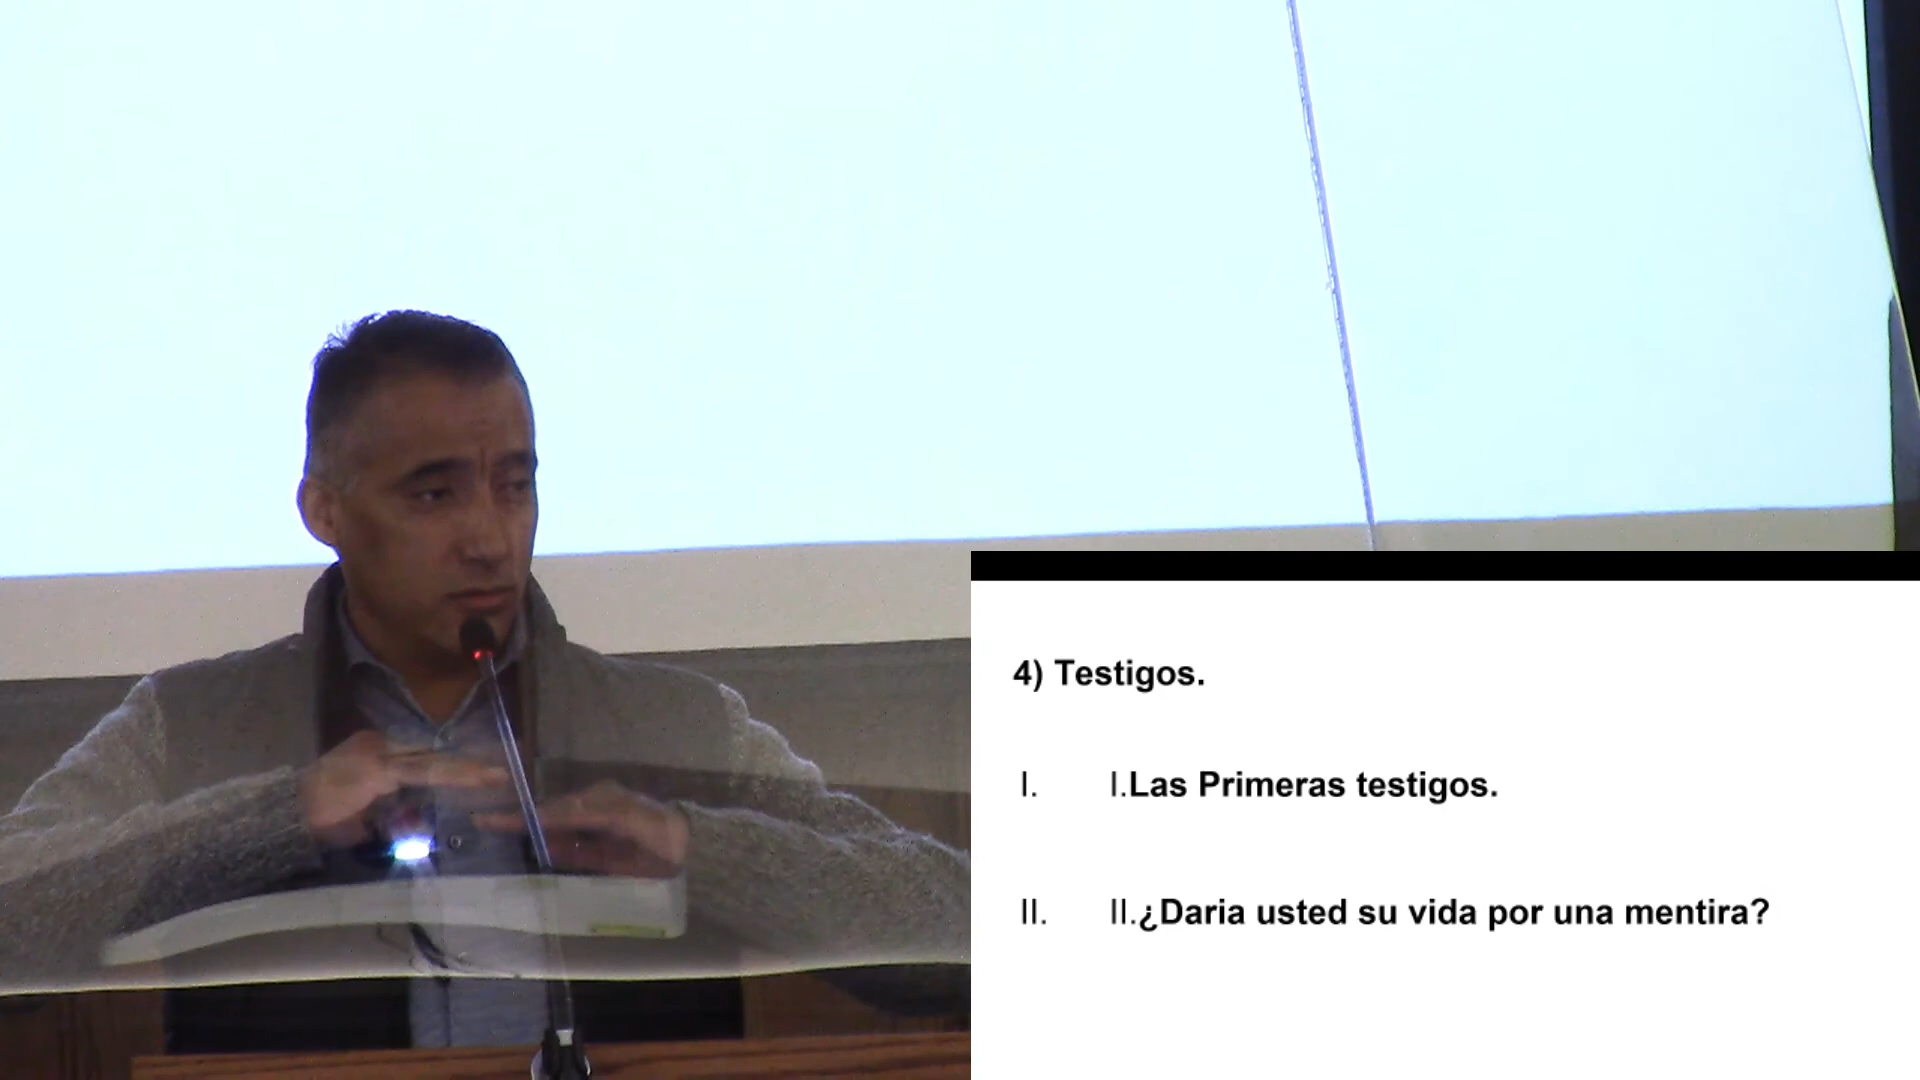 4) Testigos.
I. I.Las Primeras testigos.
II. II.¿Daria usted su vida por una mentira?